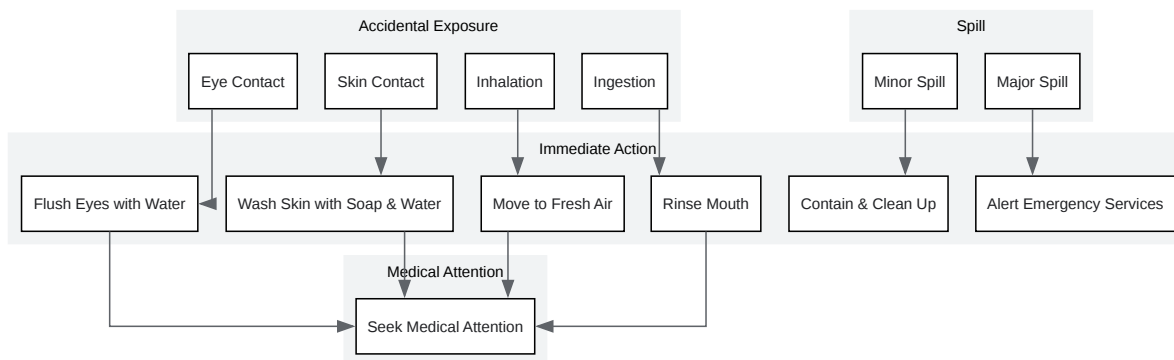 Accidental Exposure
Spill
Eye Contact
Skin Contact
Inhalation
Ingestion
Minor Spill
Major Spill
Immediate Action
Flush Eyes with Water
Wash Skin with Soap & Water
Move to Fresh Air
Rinse Mouth
Contain & Clean Up
Alert Emergency Services
Medical Attention
Seek Medical Attention